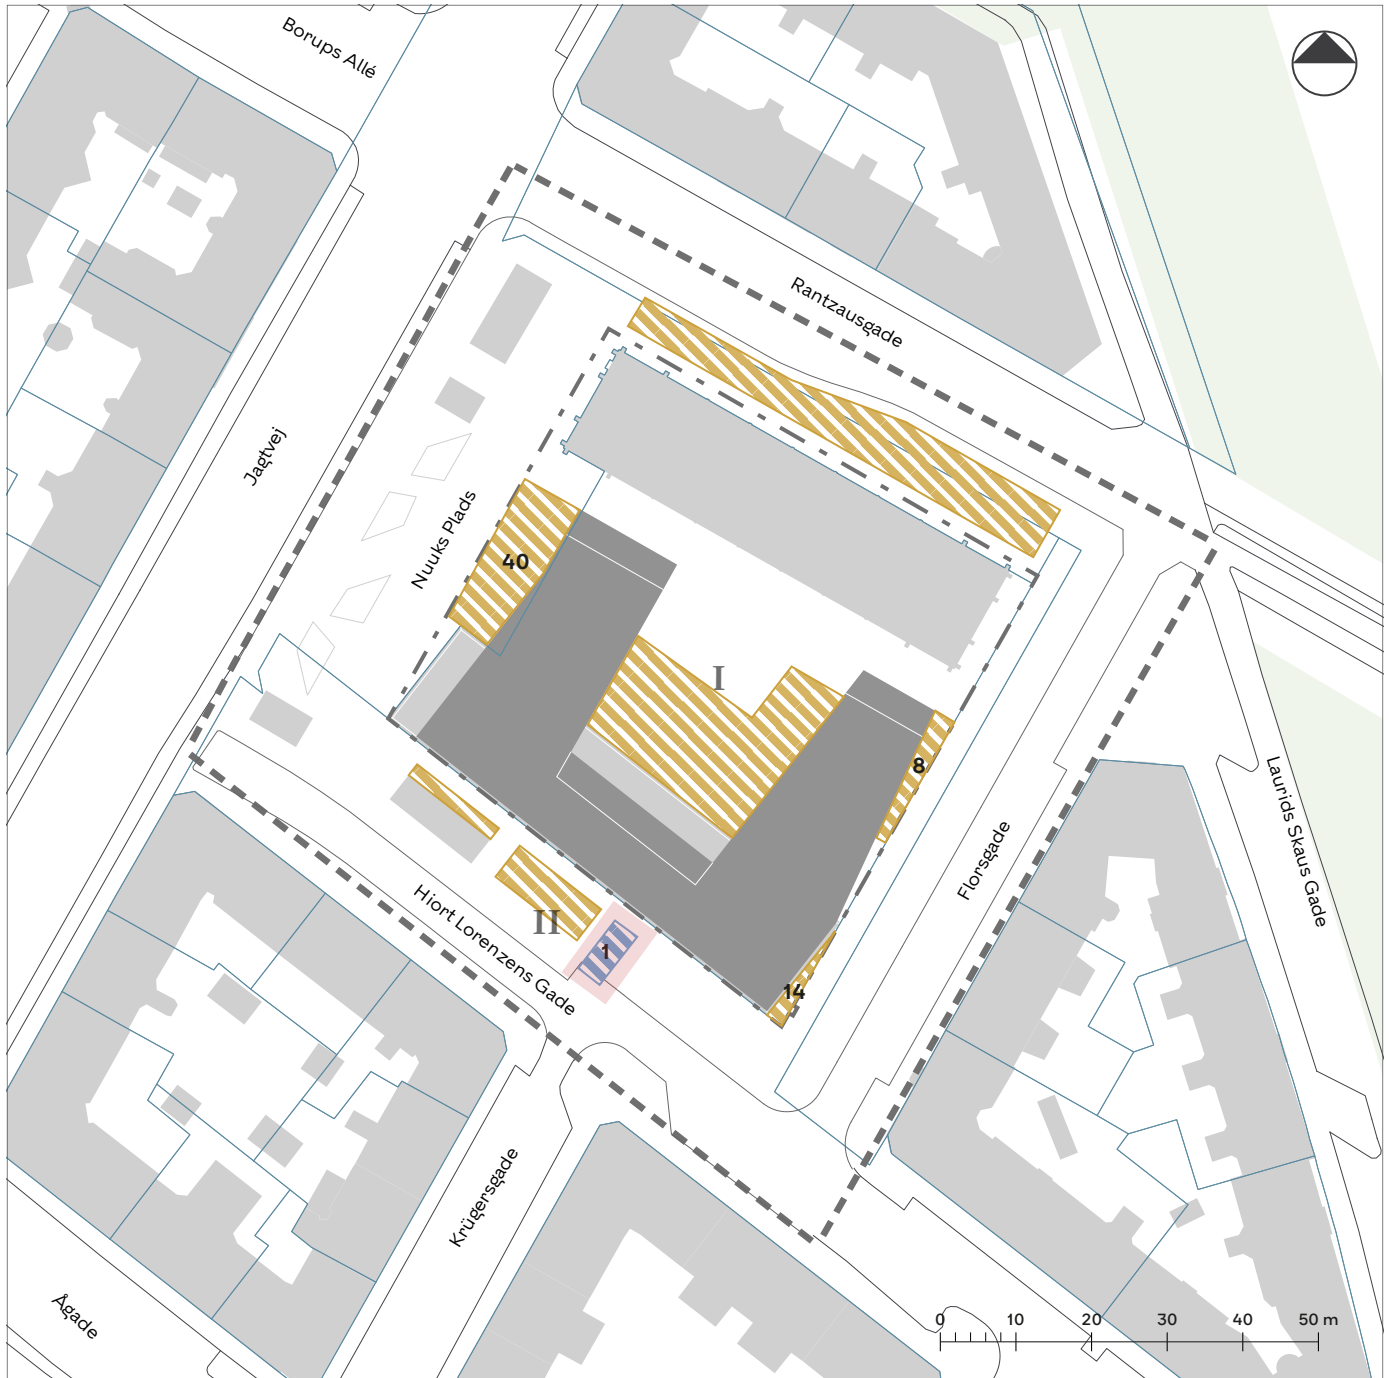 Borups Allé
Rantzausgade
Jagtvej
Nuuks Plads
40
I
8
Laurids Skaus Gade
Florsgade
Hiort Lorenzens Gade
II
1
14
Krügersgade
Ågade
0 10 20 30 40 50 m